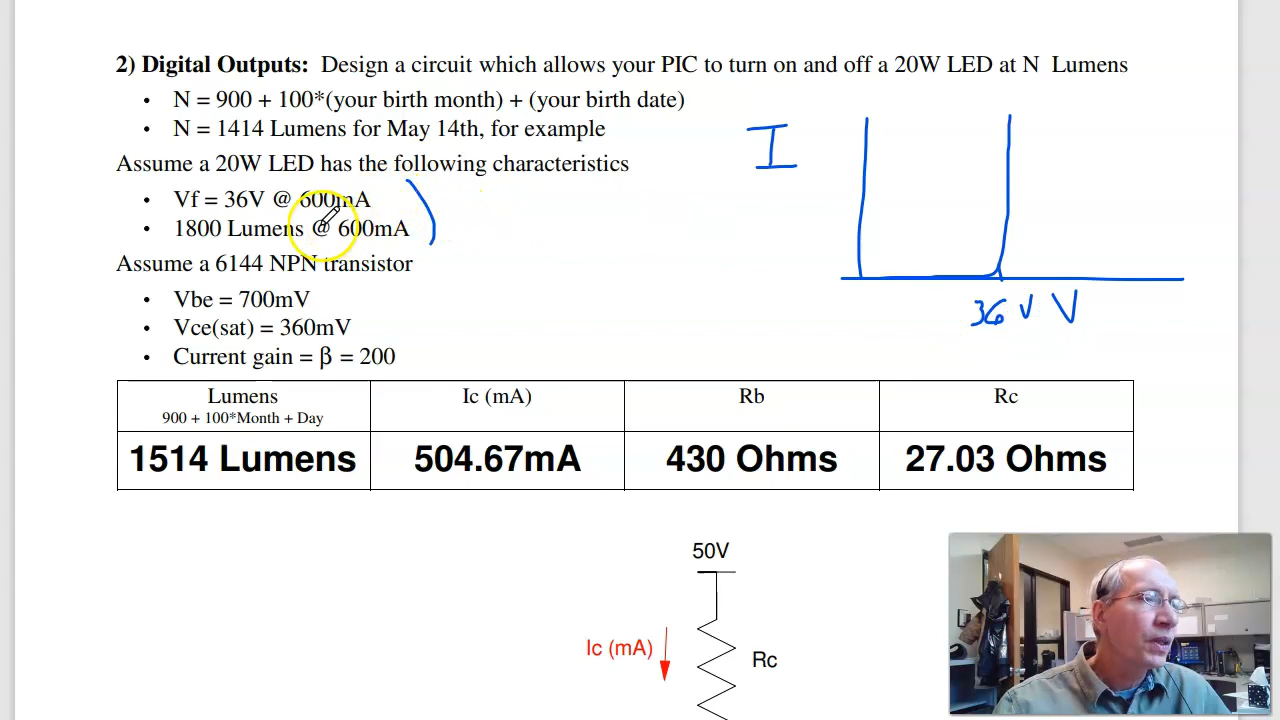 2) Digital Outputs: Design a circuit which allows your PIC to turn on and off a 20W LED at N Lumens
• N = 900 + 100*(your birth month) + (your birth date)
• N = 1414 Lumens for May 14th, for example
Assume a 20W LED has the following characteristics
• Vf = 36V @ 600mA
• 1800 Lumens @ 600mA
Assume a 6144 NPN transistor
• Vbe = 700mV
• Vce(sat) = 360mV
• Current gain = β = 200
I
36 V V
Lumens
900 + 100*Month + Day
Ic (mA)
Rb
Rc
1514 Lumens
504.67mA
430 Ohms
27.03 Ohms
50V
Ic (mA)
Rc